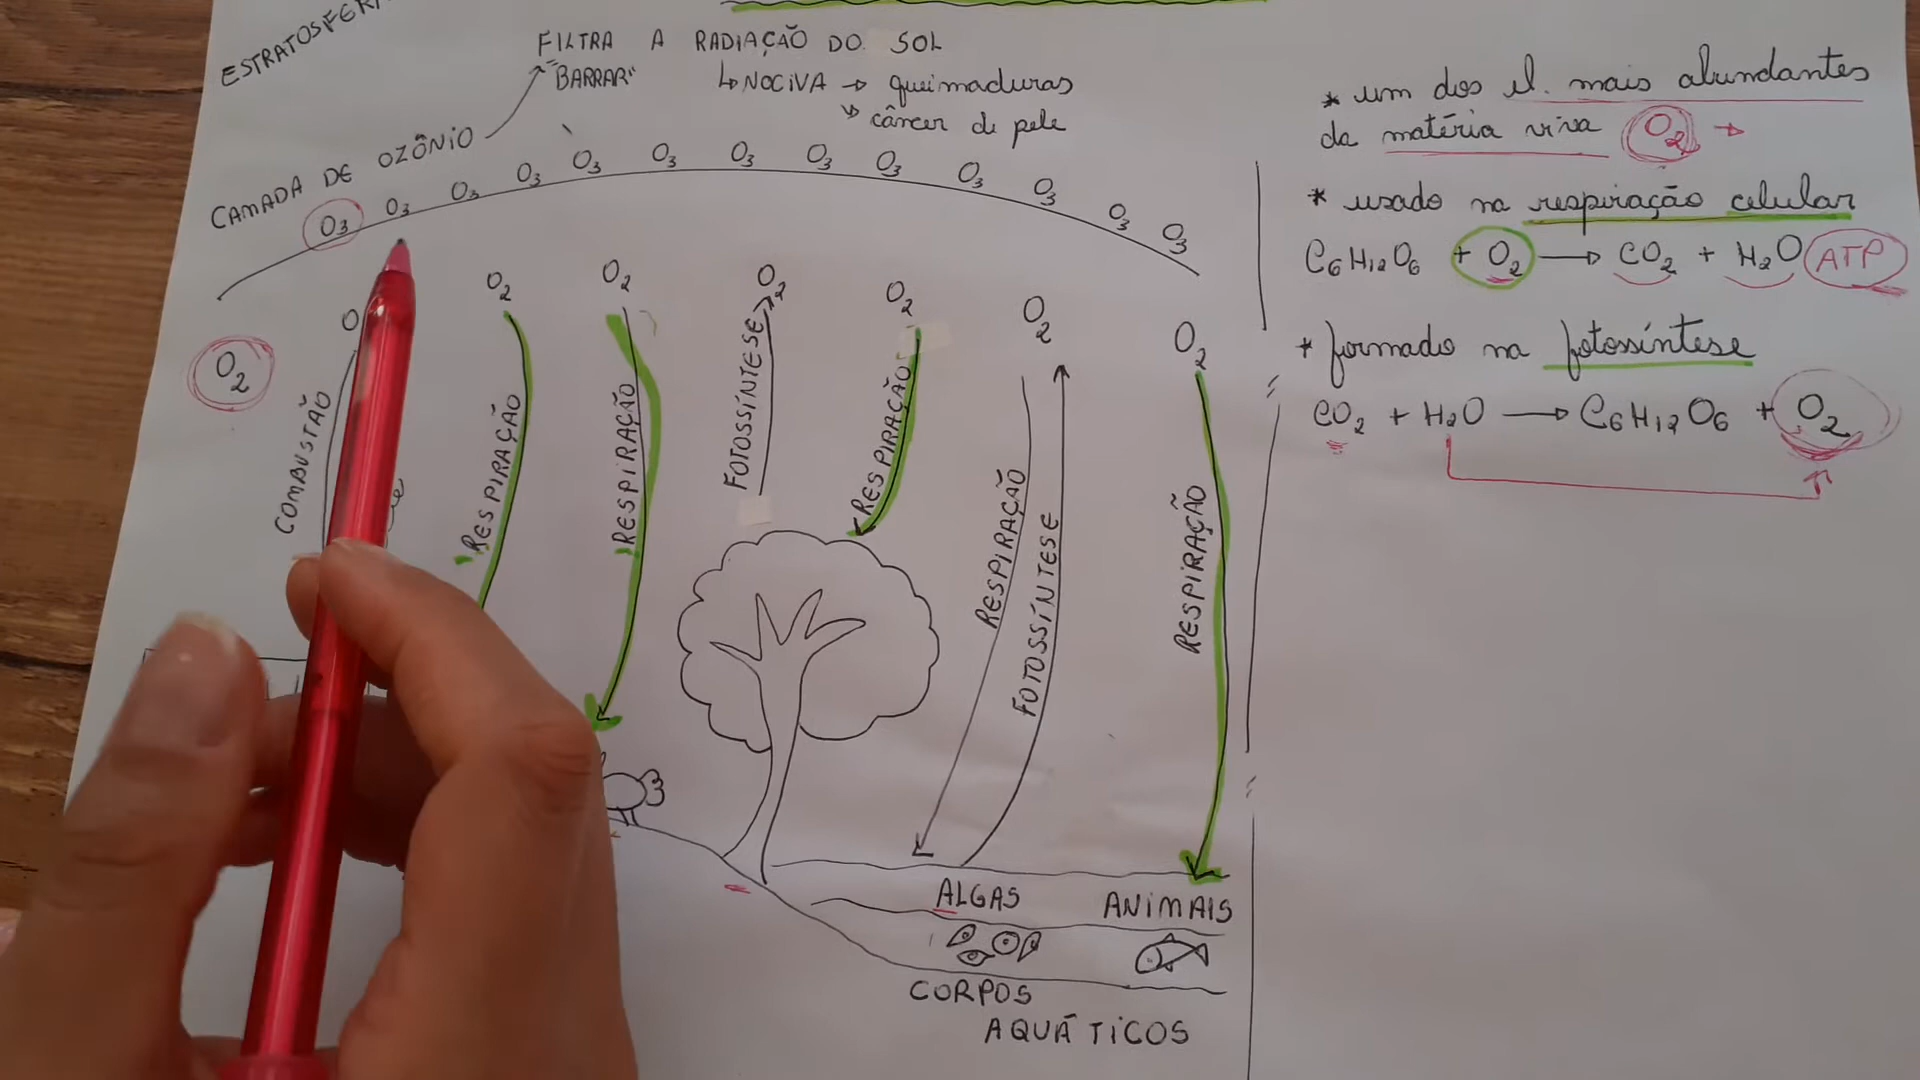 ESTRATOSFERA
FILTRA A RADIAÇÃO DO SOL
"BARRAR"
↳ NOCIVA → queimaduras
↘ câncer de pele
CAMADA DE OZÔNIO
O3 O3 O3 O3 O3 O3 O3 O3 O3 O3 O3 O3 O3
O2 O O2 O2 O2 O2 O2 O2
COMBUSTÃO
RESPIRAÇÃO
RESPIRAÇÃO
FOTOSSÍNTESE
RESPIRAÇÃO
RESPIRAÇÃO
FOTOSSÍNTESE
RESPIRAÇÃO
ALGAS
ANIMAIS
CORPOS
AQUÁTICOS
* um dos el. mais abundantes
da matéria viva O2 →
* usado na respiração celular
C6H12O6 + O2 → CO2 + H2O ATP
* formado na fotossíntese
CO2 + H2O → C6H12O6 + O2